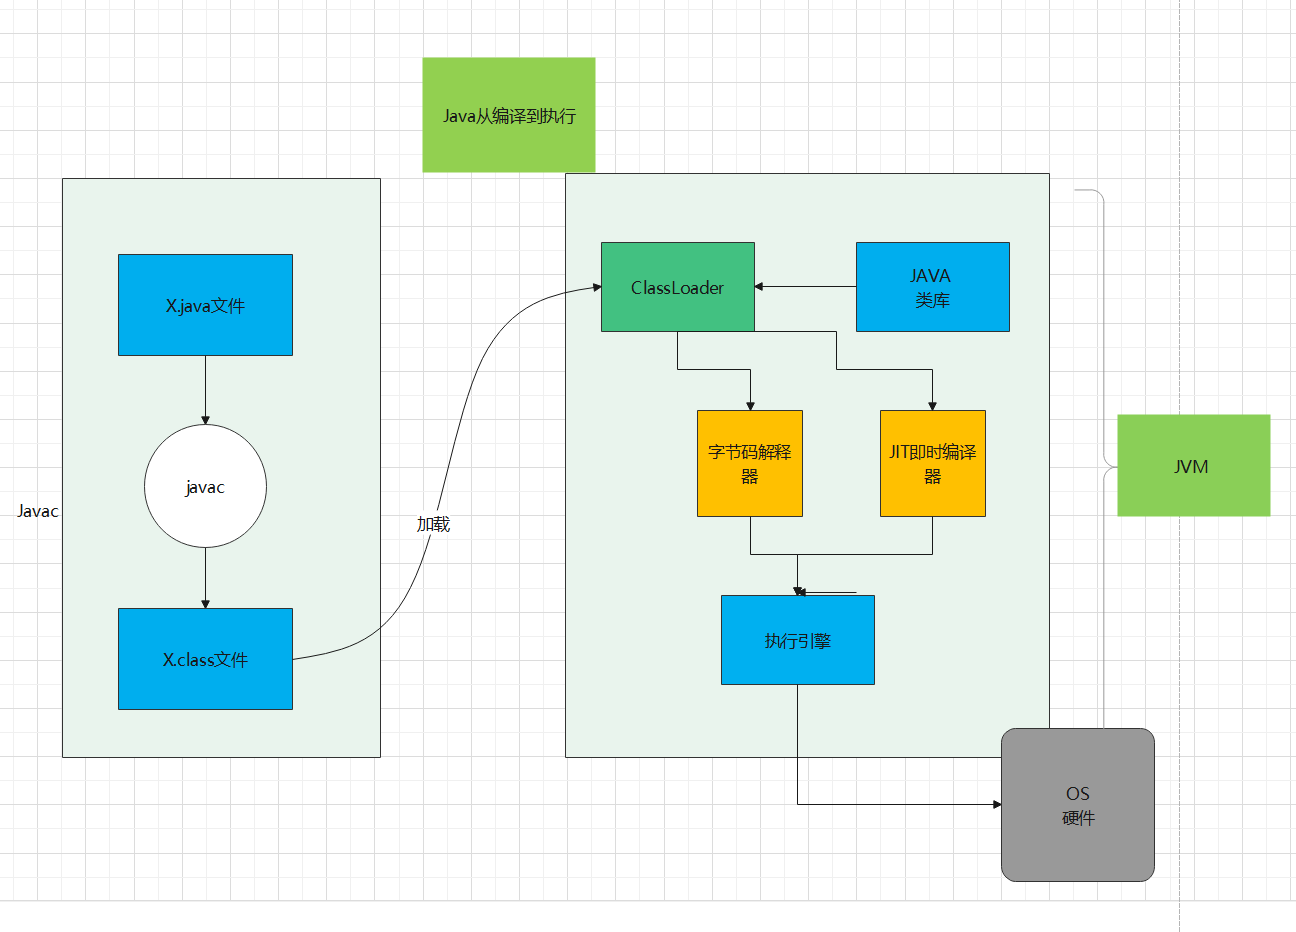 Java从编译到执行
X.java文件
javac
Javac
X.class文件
加载
ClassLoader
JAVA
类库
字节码解释
器
JIT即时编译
器
执行引擎
JVM
OS
硬件